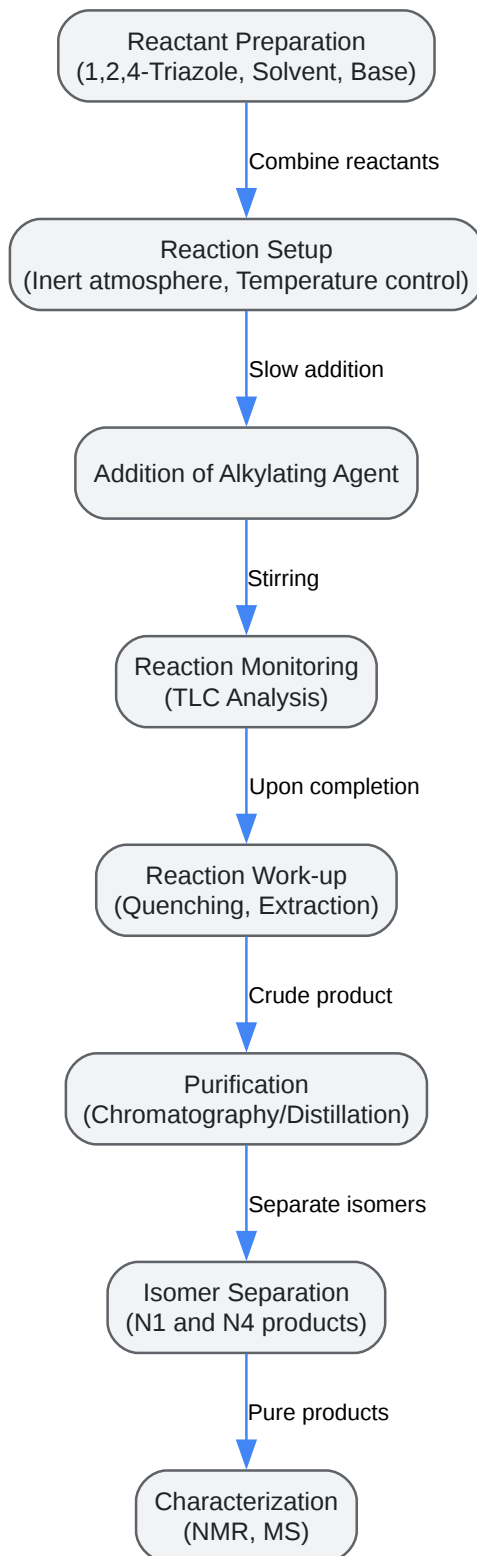 Reactant Preparation
(1,2,4-Triazole, Solvent, Base)
Combine reactants
Reaction Setup
(Inert atmosphere, Temperature control)
Slow addition
Addition of Alkylating Agent
Stirring
Reaction Monitoring
(TLC Analysis)
Upon completion
Reaction Work-up
(Quenching, Extraction)
Crude product
Purification
(Chromatography/Distillation)
Separate isomers
Isomer Separation
(N1 and N4 products)
Pure products
Characterization
(NMR, MS)